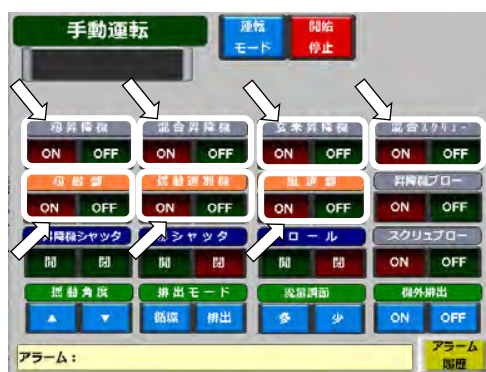 手動運転
運転 開始
モード 停止
昇降機 混合昇降機 玄米昇降機 混合スクリュー
ON OFF ON OFF ON OFF ON OFF
揺動選別機 風選部 昇降機ブロー
ON OFF ON OFF ON OFF ON OFF
昇降機シャッタ シャッタ ロール スクリュブロー
開 閉 開 閉 開 閉 ON OFF
揺動角度 排出モード 流量調面 機外排出
▲ ▼ 循環 排出 多 少 ON OFF
アラーム：
アラーム
履歴